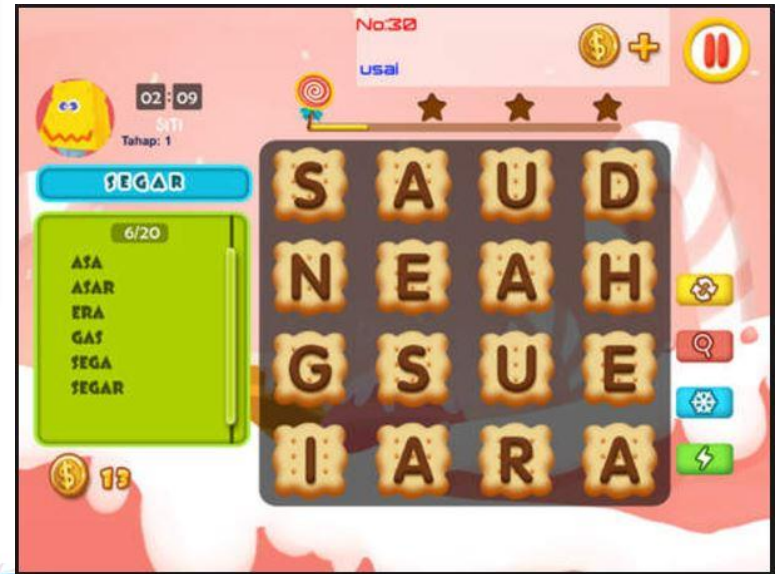 No:30
usai
02:09
SITI
Tahap: 1
SEGAR
6/20
ASA
ASAR
ERA
GAS
SEGA
SEGAR
13
S A U D
N E A H
G S U E
I A R A